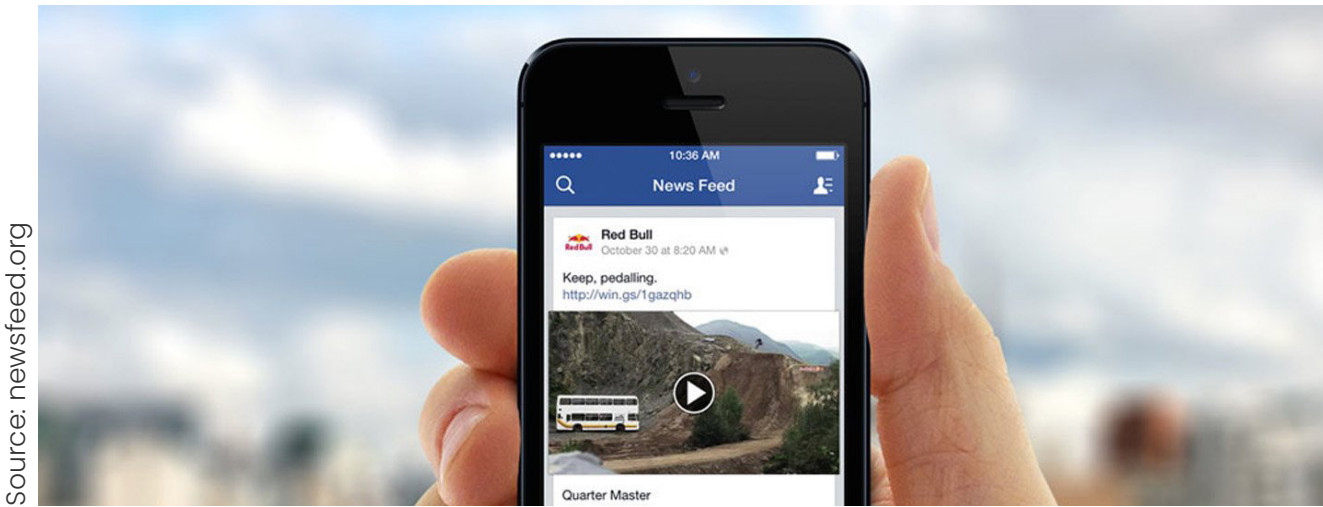 Source: newsfeed.org
10:36 AM
News Feed
Red Bull
Red Bull
October 30 at 8:20 AM
Keep, pedalling.
http://win.gs/1gazqhb
Quarter Master